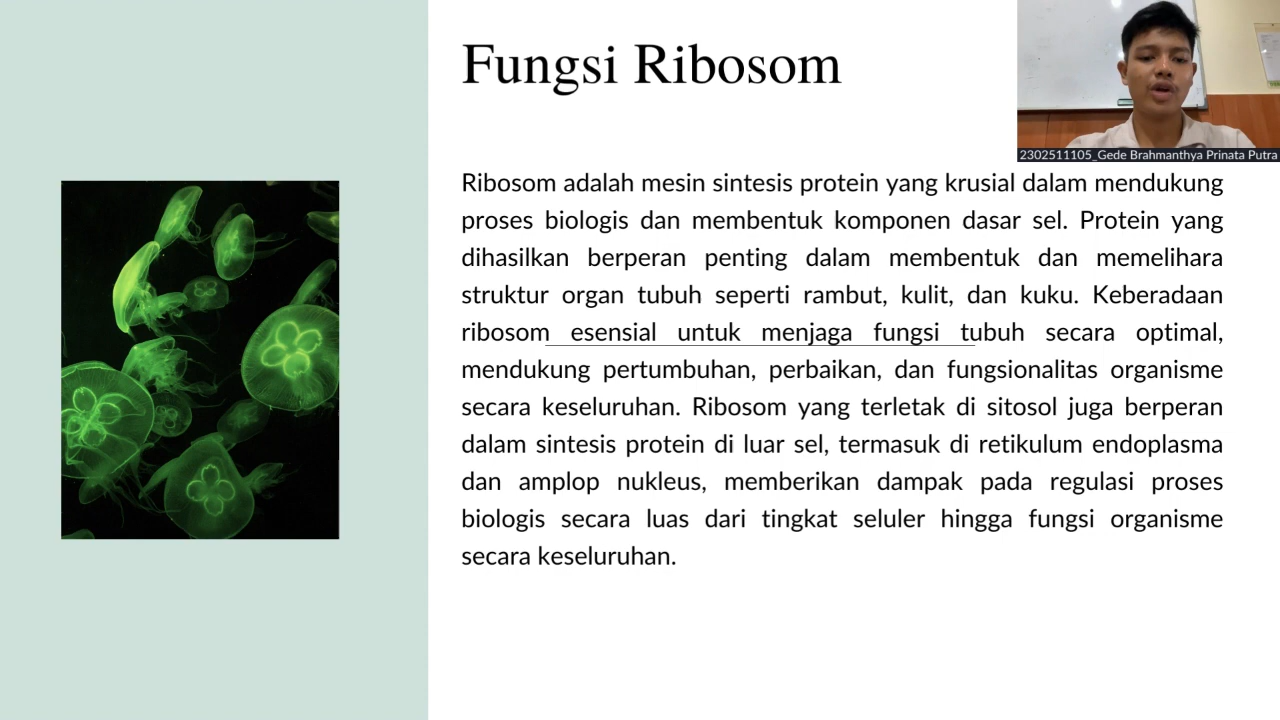 Fungsi Ribosom
2302511105_Gede Brahmanthya Prinata Putra
Ribosom adalah mesin sintesis protein yang krusial dalam mendukung
proses biologis dan membentuk komponen dasar sel. Protein yang
dihasilkan berperan penting dalam membentuk dan memelihara
struktur organ tubuh seperti rambut, kulit, dan kuku. Keberadaan
ribosom esensial untuk menjaga fungsi tubuh secara optimal,
mendukung pertumbuhan, perbaikan, dan fungsionalitas organisme
secara keseluruhan. Ribosom yang terletak di sitosol juga berperan
dalam sintesis protein di luar sel, termasuk di retikulum endoplasma
dan amplop nukleus, memberikan dampak pada regulasi proses
biologis secara luas dari tingkat seluler hingga fungsi organisme
secara keseluruhan.